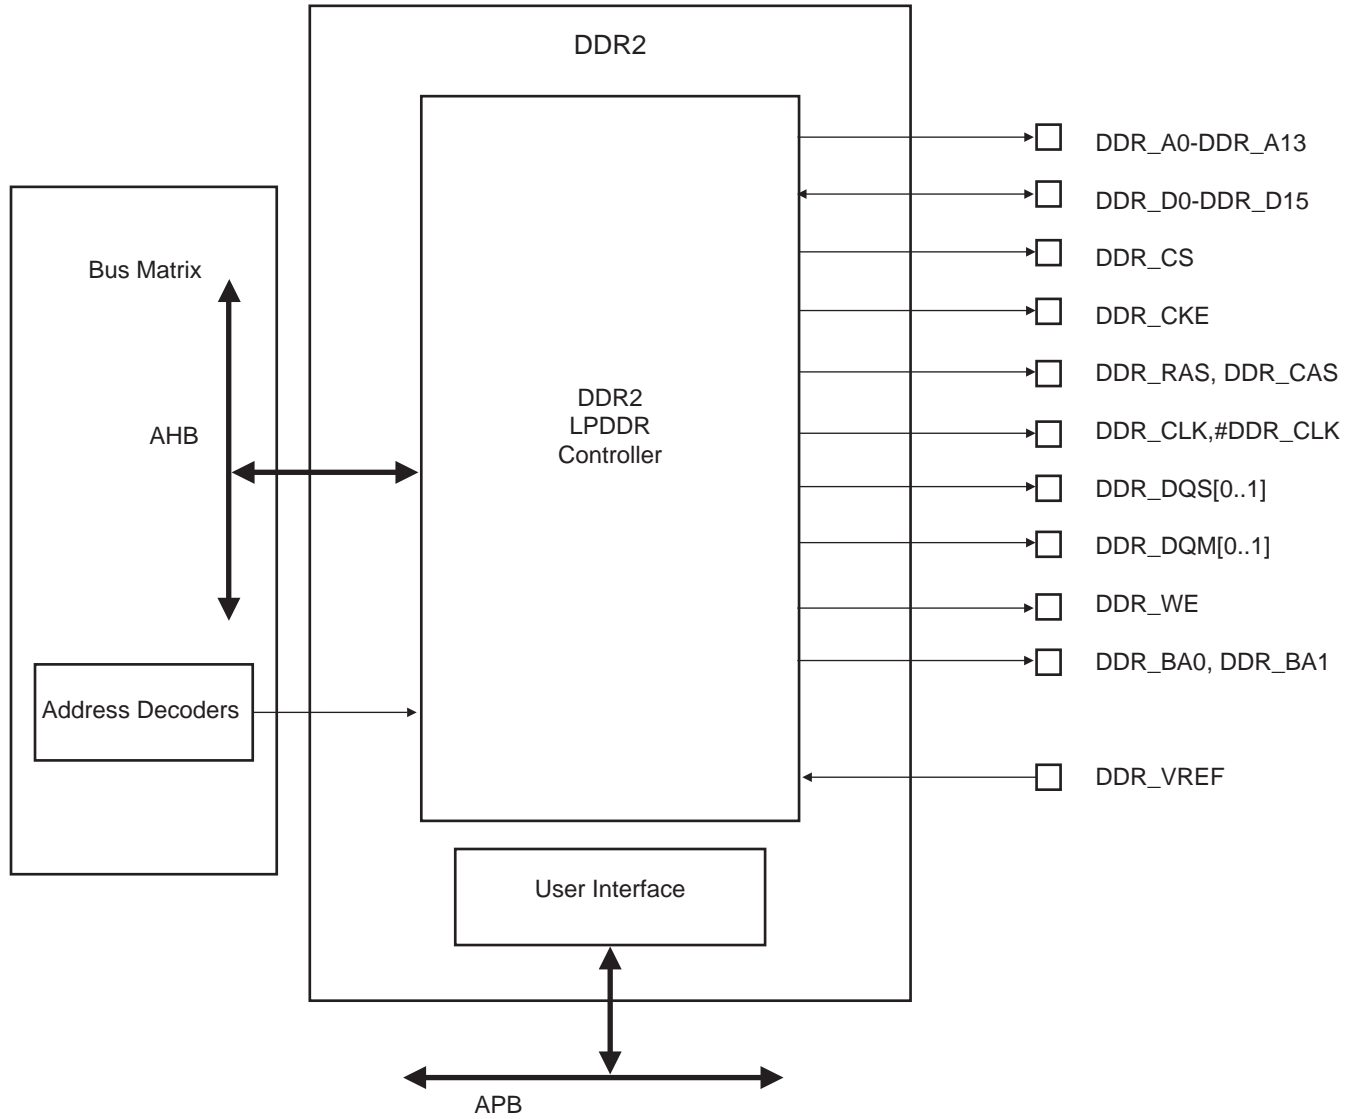 DDR2
Bus Matrix
AHB
Address Decoders
DDR2
LPDDR
Controller
User Interface
APB
DDR_A0-DDR_A13
DDR_D0-DDR_D15
DDR_CS
DDR_CKE
DDR_RAS, DDR_CAS
DDR_CLK,#DDR_CLK
DDR_DQS[0..1]
DDR_DQM[0..1]
DDR_WE
DDR_BA0, DDR_BA1
DDR_VREF